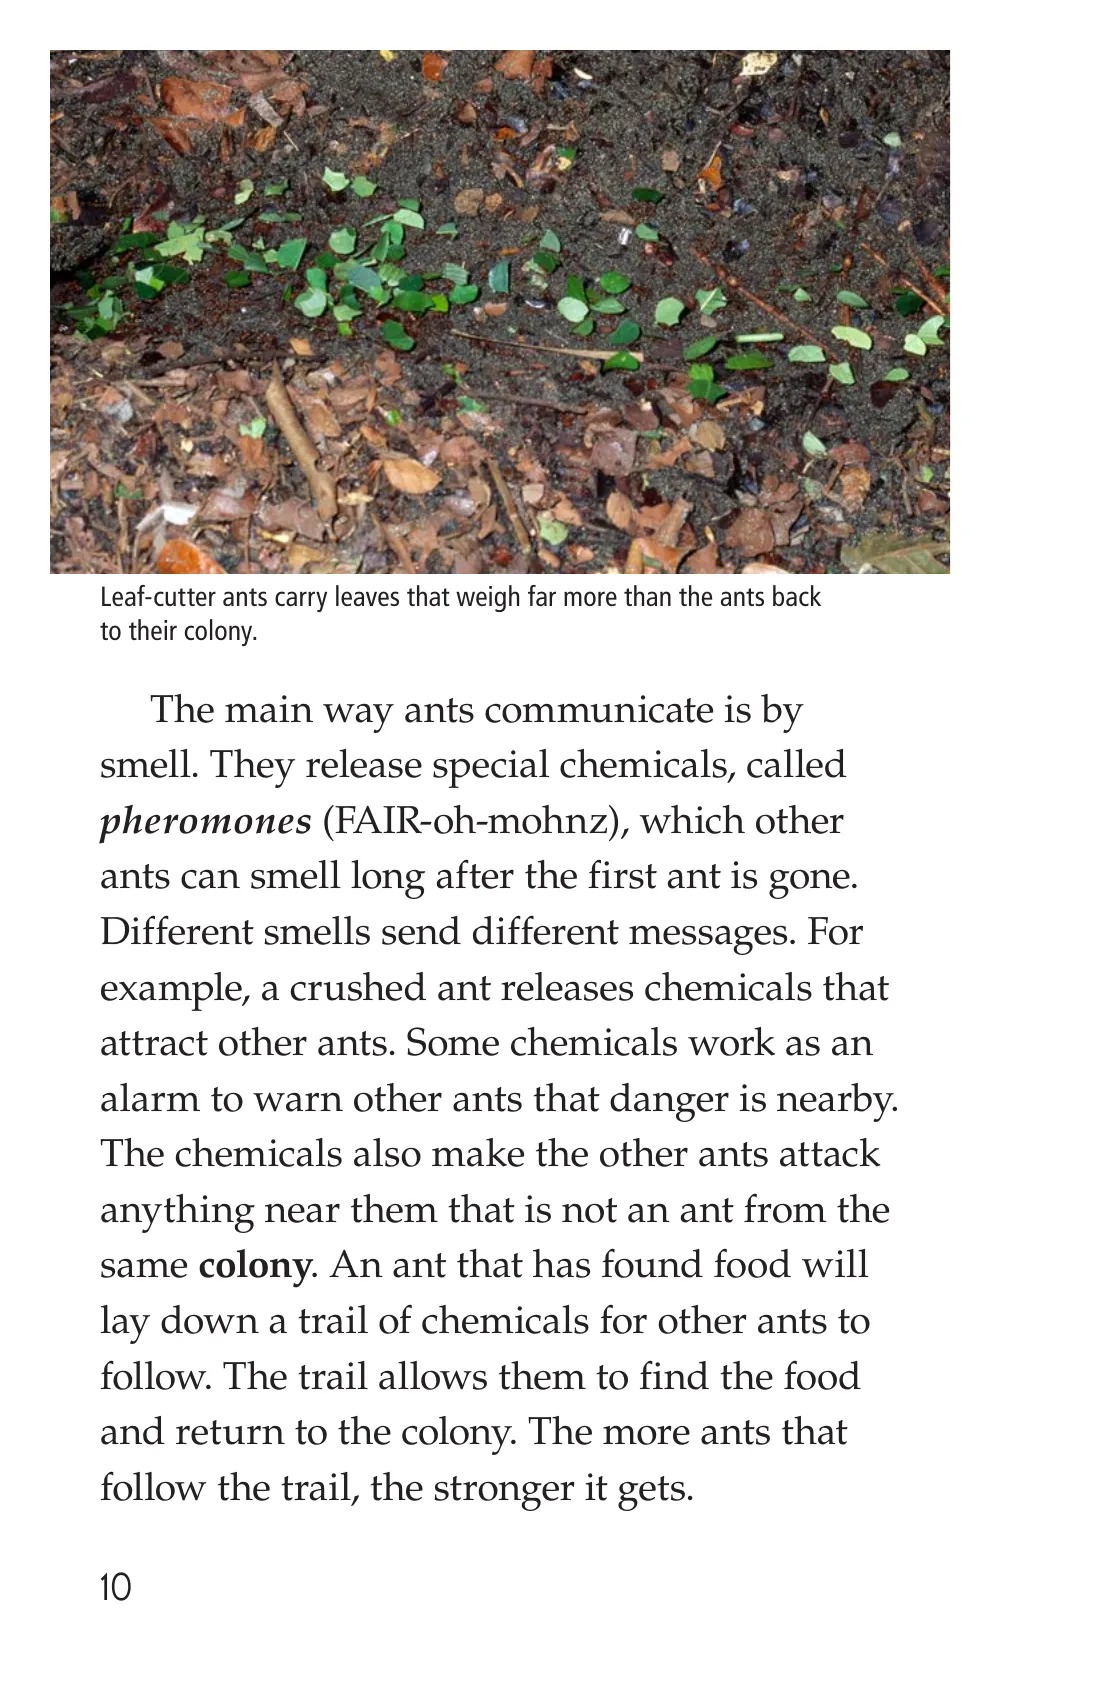 Leaf-cutter ants carry leaves that weigh far more than the ants back
to their colony.
The main way ants communicate is by
smell. They release special chemicals, called
pheromones (FAIR-oh-mohnz), which other
ants can smell long after the first ant is gone.
Different smells send different messages. For
example, a crushed ant releases chemicals that
attract other ants. Some chemicals work as an
alarm to warn other ants that danger is nearby.
The chemicals also make the other ants attack
anything near them that is not an ant from the
same colony. An ant that has found food will
lay down a trail of chemicals for other ants to
follow. The trail allows them to find the food
and return to the colony. The more ants that
follow the trail, the stronger it gets.
10